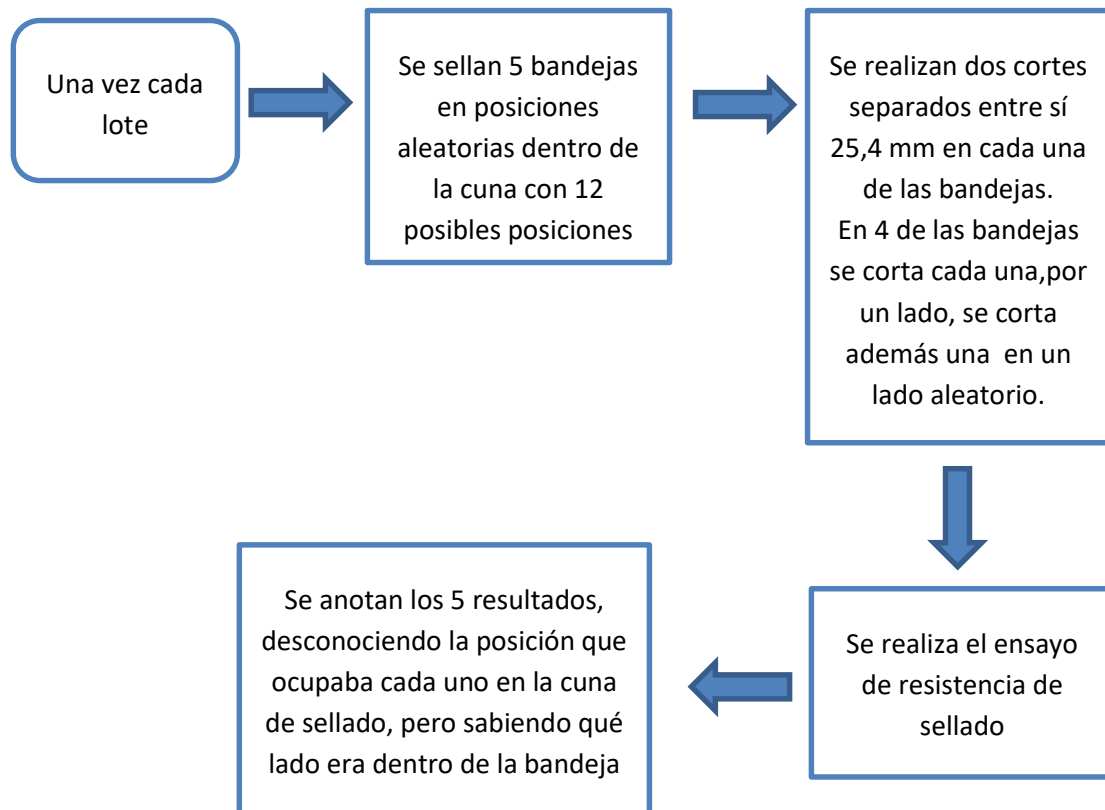 Una vez cada
lote
Se sellan 5 bandejas
en posiciones
aleatorias dentro de
la cuna con 12
posibles posiciones
Se realizan dos cortes
separados entre sí
25,4 mm en cada una
de las bandejas.
En 4 de las bandejas
se corta cada una,por
un lado, se corta
además una  en un
lado aleatorio.
Se realiza el ensayo
de resistencia de
sellado
Se anotan los 5 resultados,
desconociendo la posición que
ocupaba cada uno en la cuna
de sellado, pero sabiendo qué
lado era dentro de la bandeja